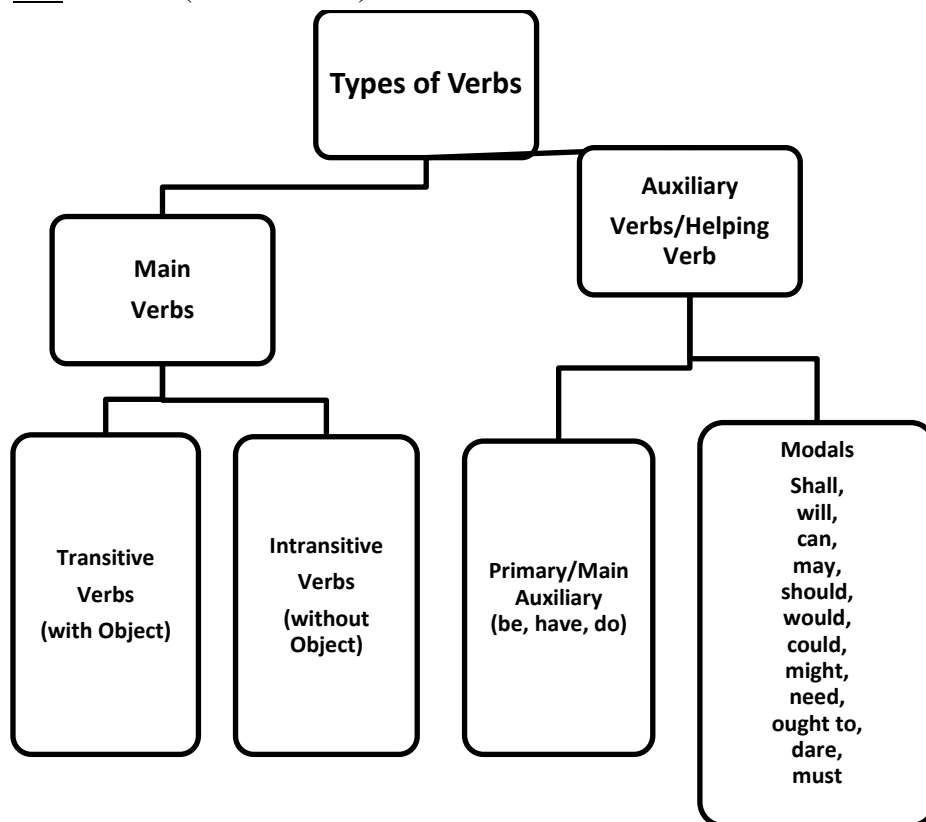 Types of Verbs
Auxiliary
Verbs/Helping
Verb
Main
Verbs
Transitive
Verbs
(with Object)
Intransitive
Verbs
(without
Object)
Primary/Main
Auxiliary
(be, have, do)
Modals
Shall,
will,
can,
may,
should,
would,
could,
might,
need,
ought to,
dare,
must